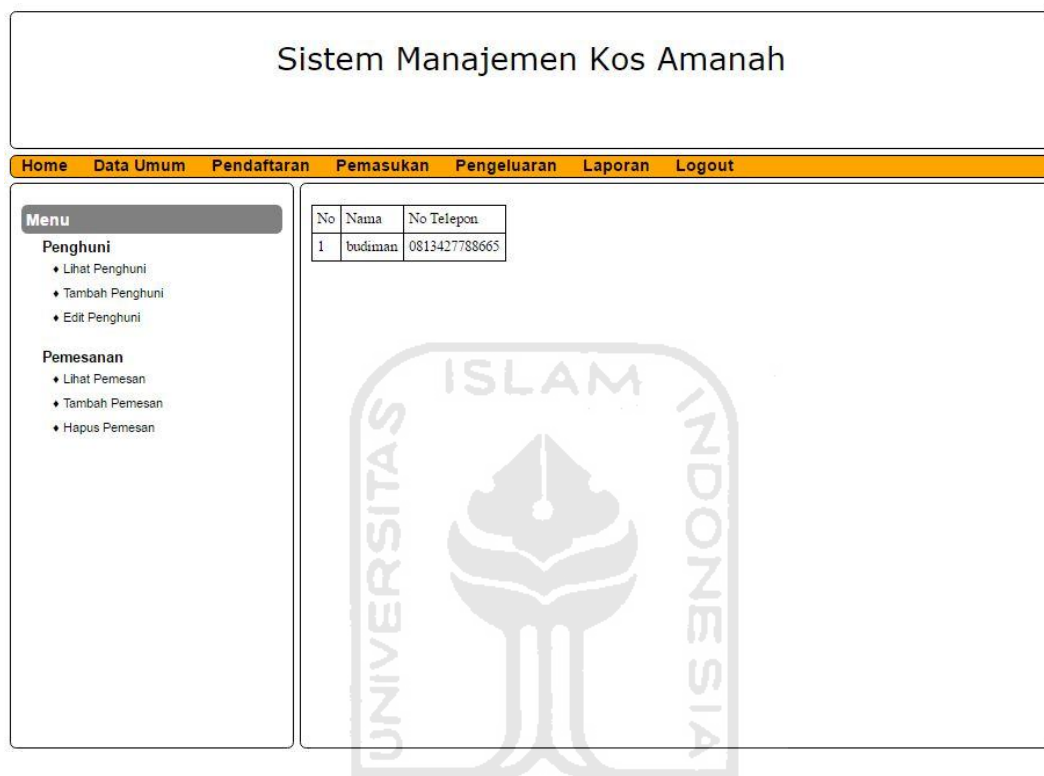 Sistem Manajemen Kos Amanah
Home Data Umum Pendaftaran Pemasukan Pengeluaran Laporan Logout
Menu
Penghuni
♦ Lihat Penghuni
♦ Tambah Penghuni
♦ Edit Penghuni
Pemesanan
♦ Lihat Pemesan
♦ Tambah Pemesan
♦ Hapus Pemesan
No Nama No Telepon
1 budiman 0813427788665
UNIVERSITAS ISLAM INDONESIA